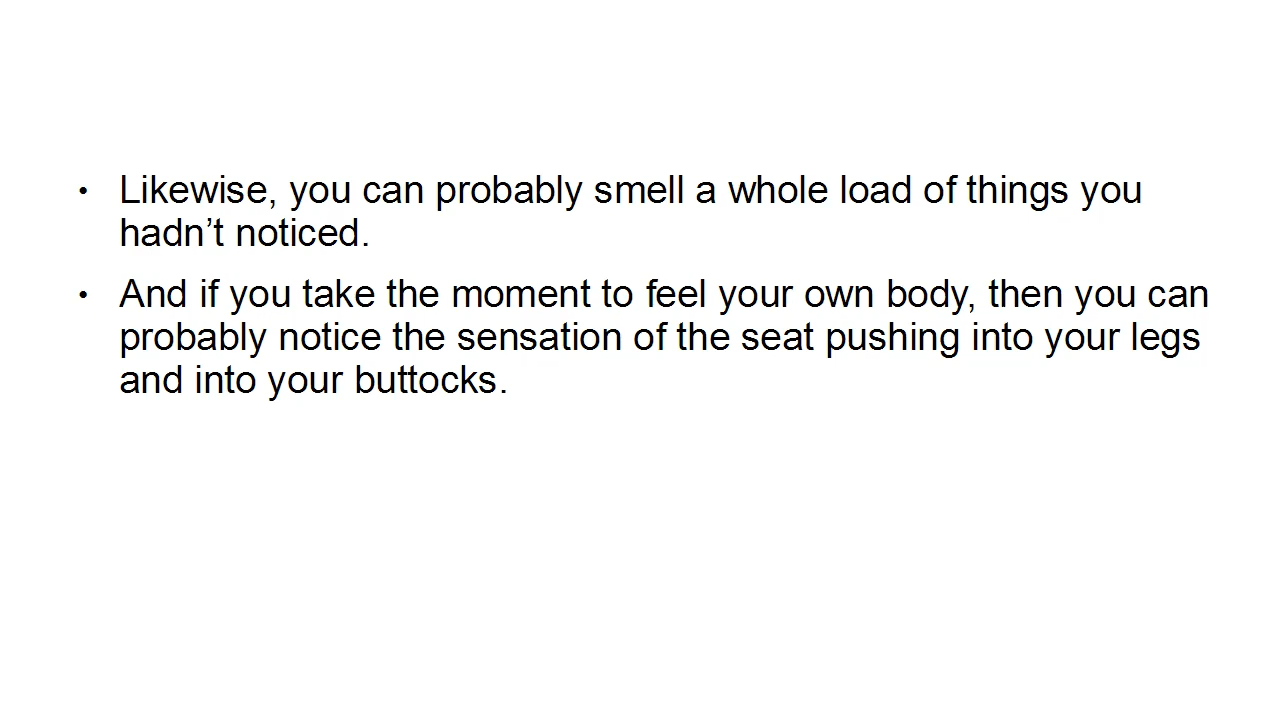 • Likewise, you can probably smell a whole load of things you
hadn’t noticed.
• And if you take the moment to feel your own body, then you can
probably notice the sensation of the seat pushing into your legs
and into your buttocks.